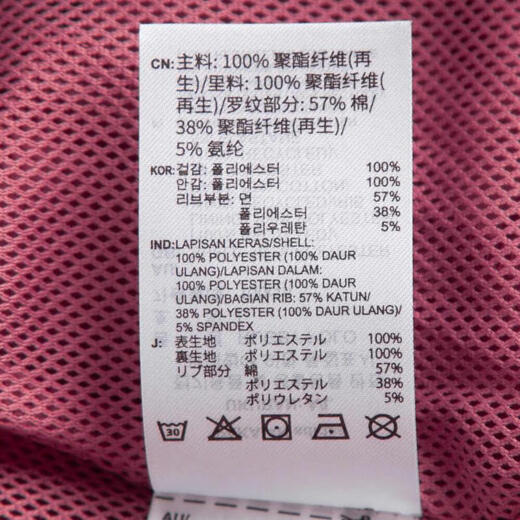 CN: 主料: 100% 聚酯纤维(再
生)/里料: 100% 聚酯纤维
(再生)/罗纹部分: 57% 棉/
38% 聚酯纤维(再生)/
5% 氨纶
KOR: 겉감: 폴리에스터 100%
안감: 폴리에스터 100%
리브부분: 면 57%
폴리에스터 38%
폴리우레탄 5%
IND: LAPISAN KERAS/SHELL:
100% POLYESTER (100% DAUR
ULANG)/LAPISAN DALAM:
100% POLYESTER (100% DAUR
ULANG)/BAGIAN RIB: 57% KATUN/
38% POLYESTER (100% DAUR ULANG)/
5% SPANDEX
J: 表生地 ポリエステル 100%
裏生地 ポリエステル 100%
リブ部分 綿 57%
ポリエステル 38%
ポリウレタン 5%
30